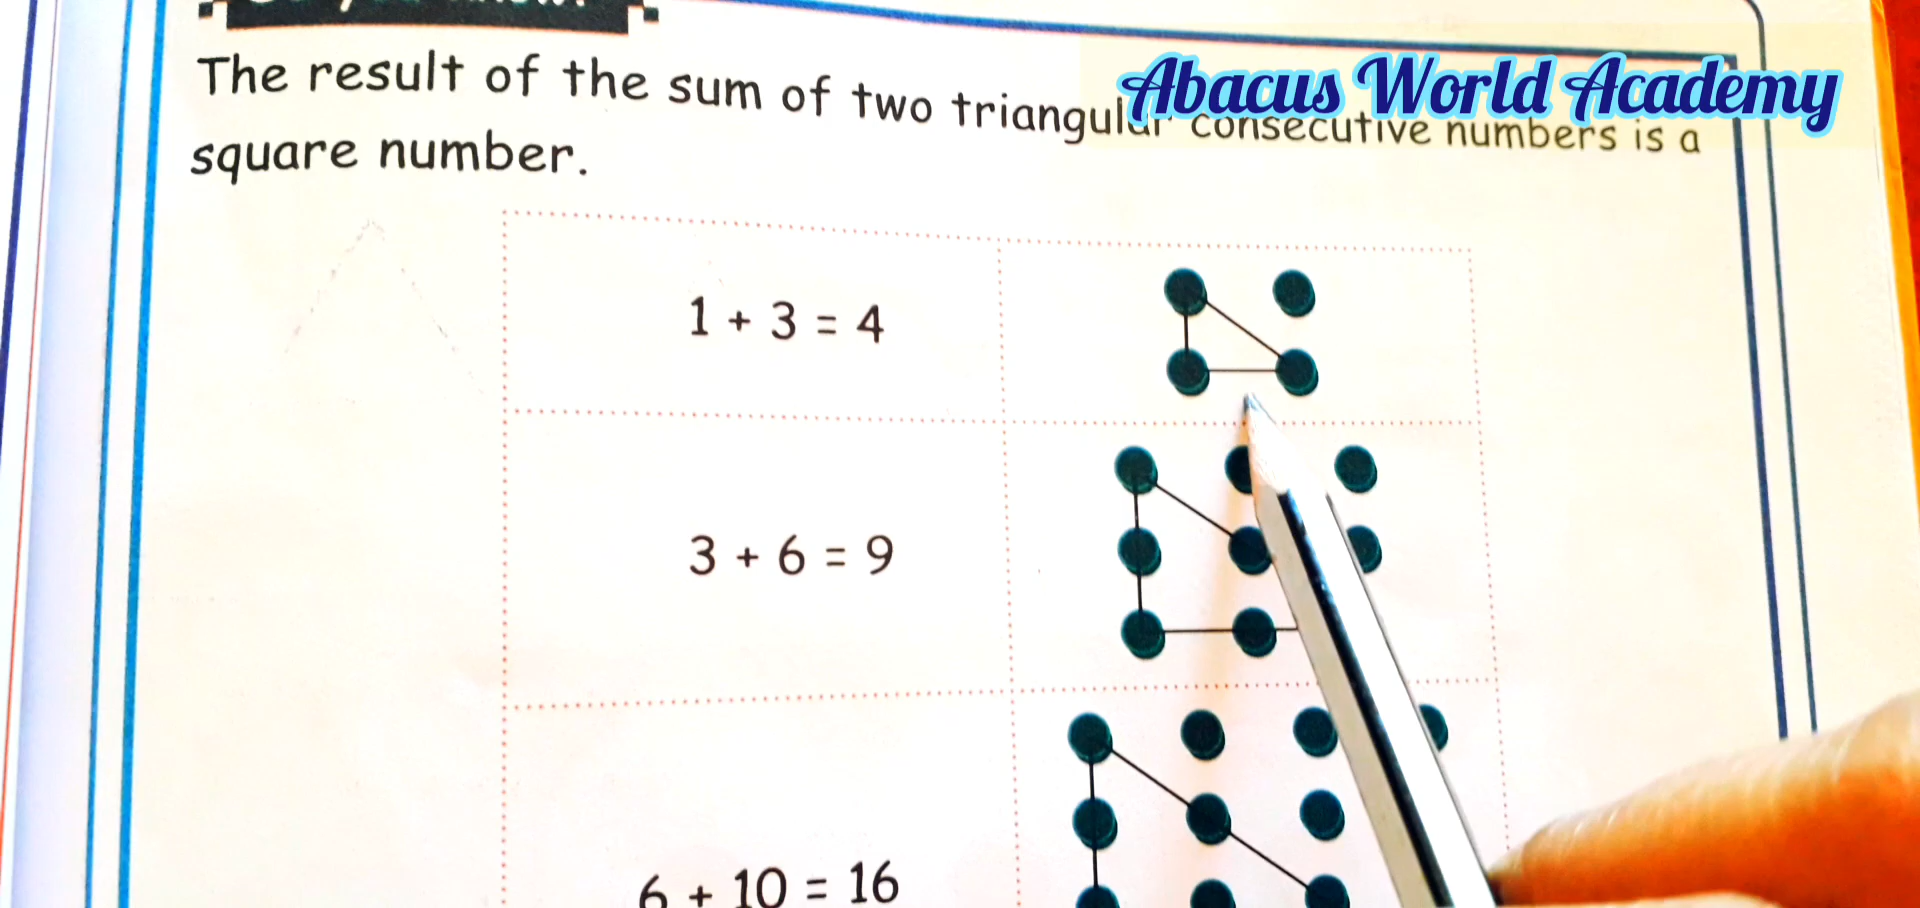 The result of the sum of two triangular consecutive numbers is a
square number.
Abacus World Academy
1 + 3 = 4
3 + 6 = 9
6 + 10 = 16